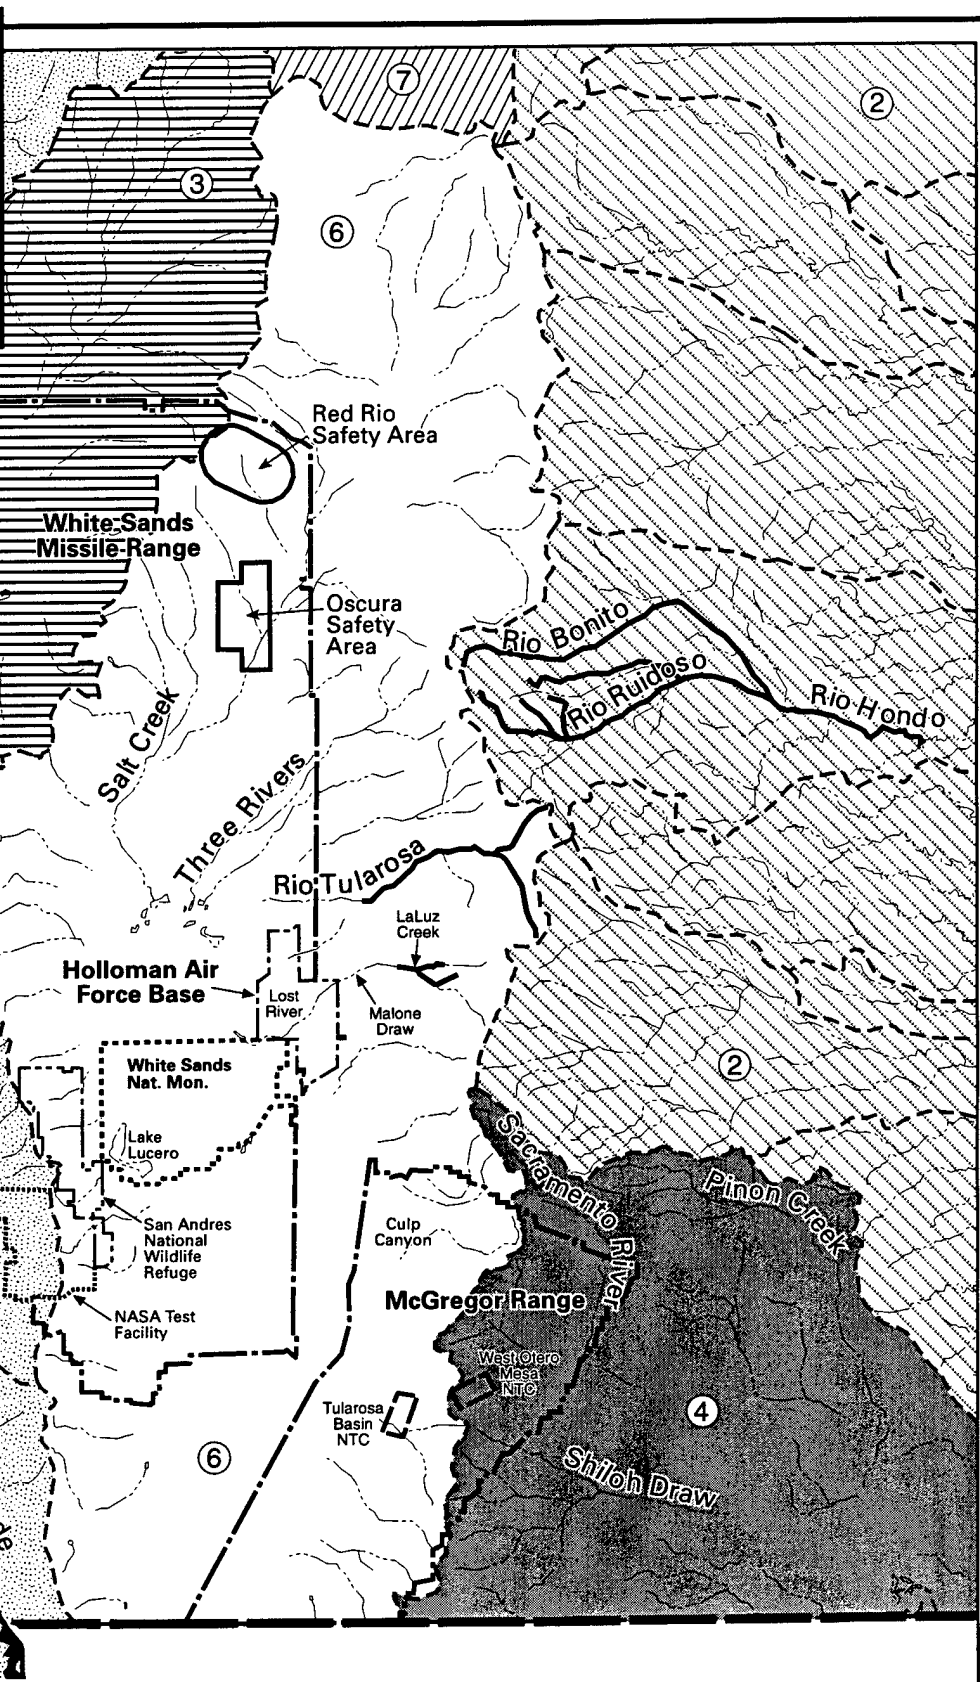 7
2
3
6
Red Rio
Safety Area
White Sands
Missile Range
Oscura
Safety
Area
Rio Bonito
Rio Ruidoso
Rio Hondo
Salt Creek
Three Rivers
Rio Tularosa
LaLuz
Creek
Holloman Air
Force Base
Lost
River
Malone
Draw
White Sands
Nat. Mon.
2
Lake
Lucero
Sacramento River
Pinon Creek
San Andres
National
Wildlife
Refuge
Culp
Canyon
McGregor Range
NASA Test
Facility
West Otero
Mesa
NTC
Tularosa
Basin
NTC
4
6
Shiloh Draw